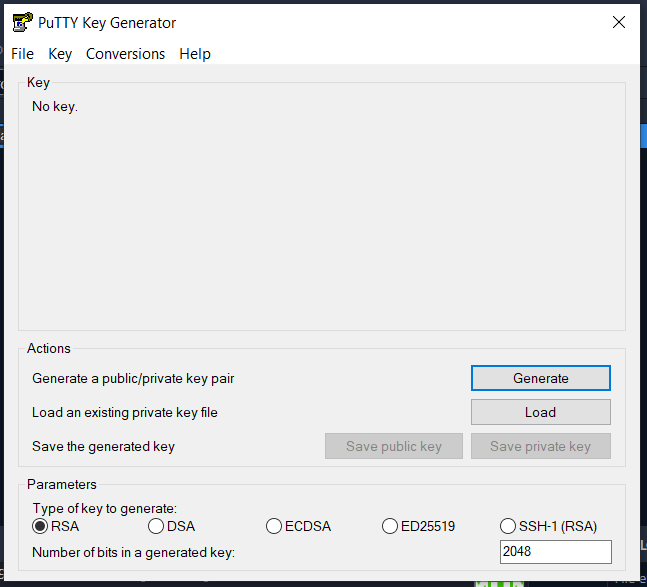 PuTTY Key Generator
File Key Conversions Help
Key
No key.
Actions
Generate a public/private key pair
Generate
Load an existing private key file
Load
Save the generated key
Save public key
Save private key
Parameters
Type of key to generate:
RSA DSA ECDSA ED25519 SSH-1 (RSA)
Number of bits in a generated key:
2048